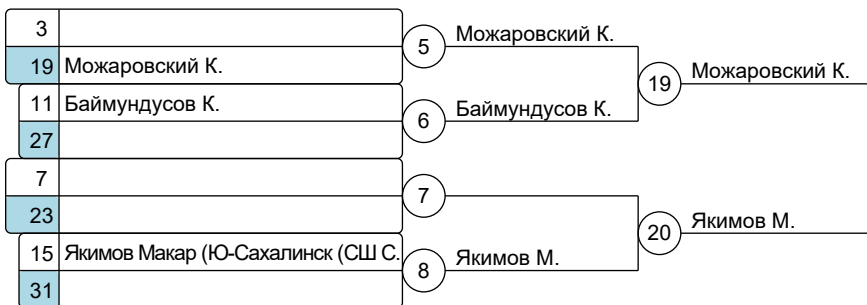 3
19 Можаровский К.
11 Баймундусов К.
27
7
23
15 Якимов Макар (Ю-Сахалинск (СШ С.
31
5 Можаровский К.
6 Баймундусов К.
7
8 Якимов М.
19 Можаровский К.
20 Якимов М.